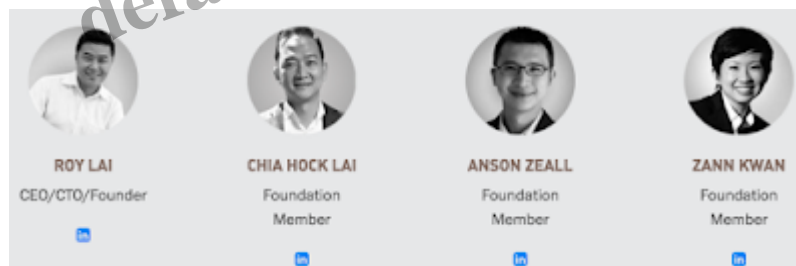 ROY LAI
CEO/CTO/Founder
in
CHIA HOCK LAI
Foundation
Member
in
ANSON ZEALL
Foundation
Member
in
ZANN KWAN
Foundation
Member
in